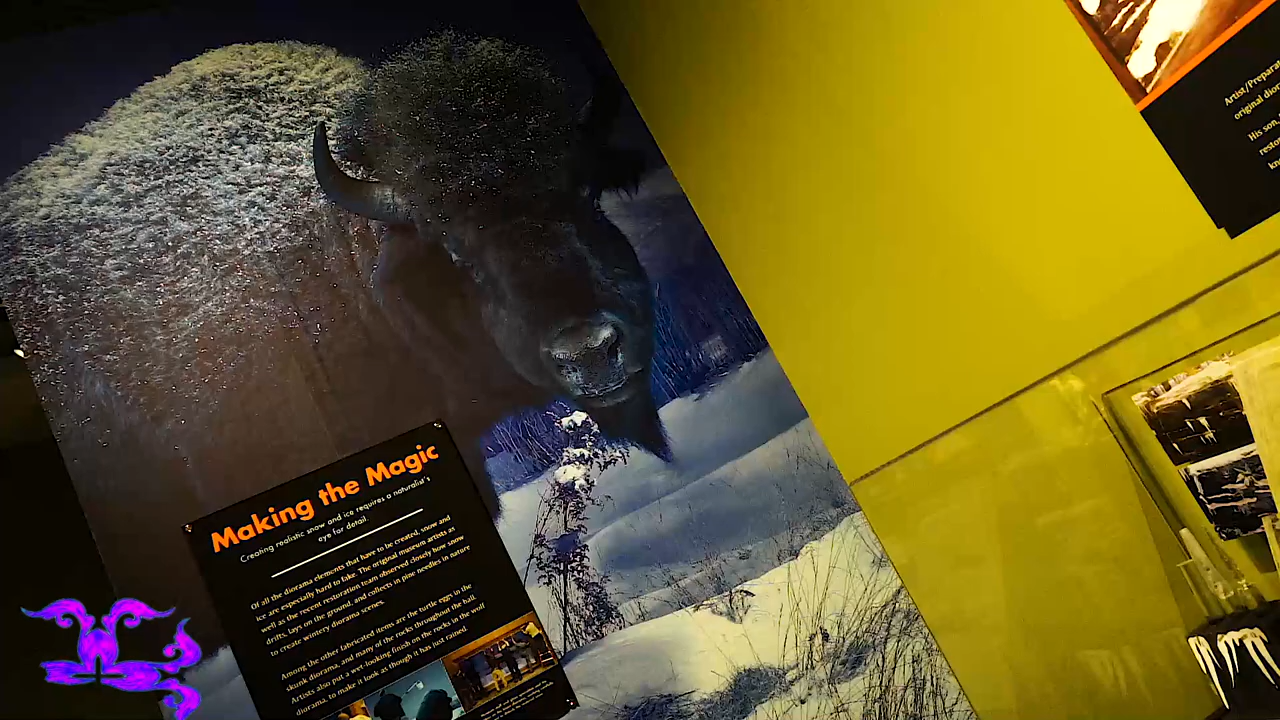 Making the Magic
Creating realistic snow and ice requires a naturalist's
eye for detail.
Of all the diorama elements that have to be created, snow and
ice are especially hard to fake. The original museum artists as
well as the recent restoration team observed closely how snow
drifts, lays on the ground, and collects in pine needles in nature
to create wintery diorama scenes.
Among the other fabricated items are the turtle eggs in the
skunk diorama, and many of the rocks throughout the hall.
Artists also put a wet-looking finish on the rocks in the wolf
diorama, to make it look as though it has just rained.
Artist/Prepara
original dio
His son,
resto